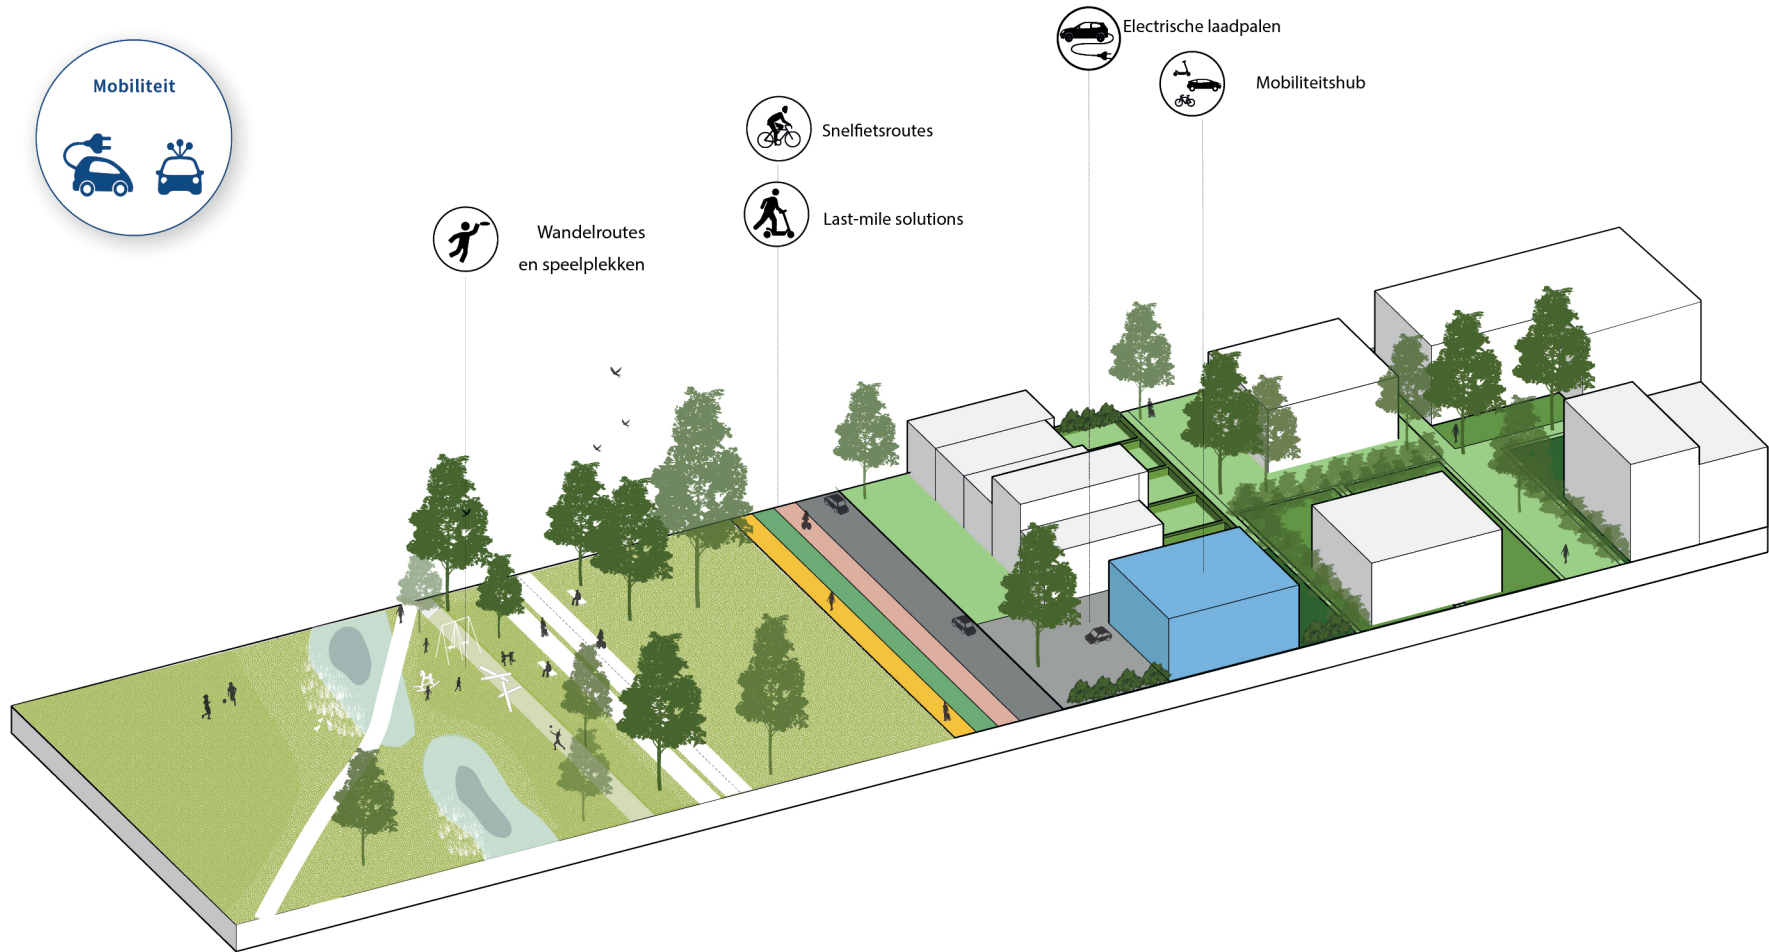 Mobiliteit
Electrische laadpalen
Mobiliteitshub
Snelfietsroutes
Last-mile solutions
Wandelroutes
en speelplekken